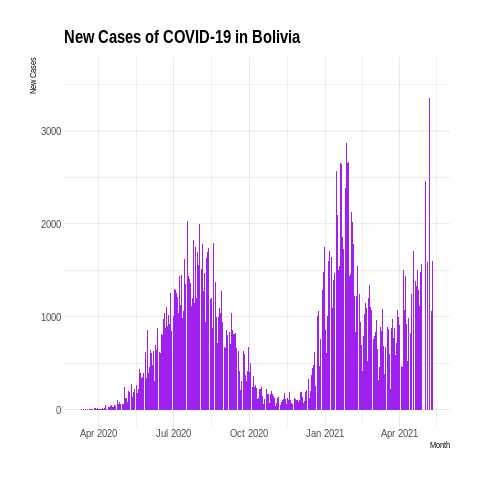 New Cases of COVID-19 in Bolivia
New Cases
3000
2000
1000
0
Apr 2020 Jul 2020 Oct 2020 Jan 2021 Apr 2021
Month